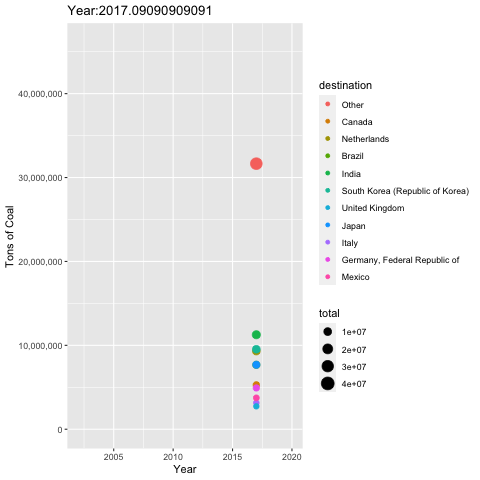 Year:2017.09090909091
Tons of Coal
40,000,000
30,000,000
20,000,000
10,000,000
0
2005 2010 2015 2020
Year
destination
Other
Canada
Netherlands
Brazil
India
South Korea (Republic of Korea)
United Kingdom
Japan
Italy
Germany, Federal Republic of
Mexico
total
1e+07
2e+07
3e+07
4e+07